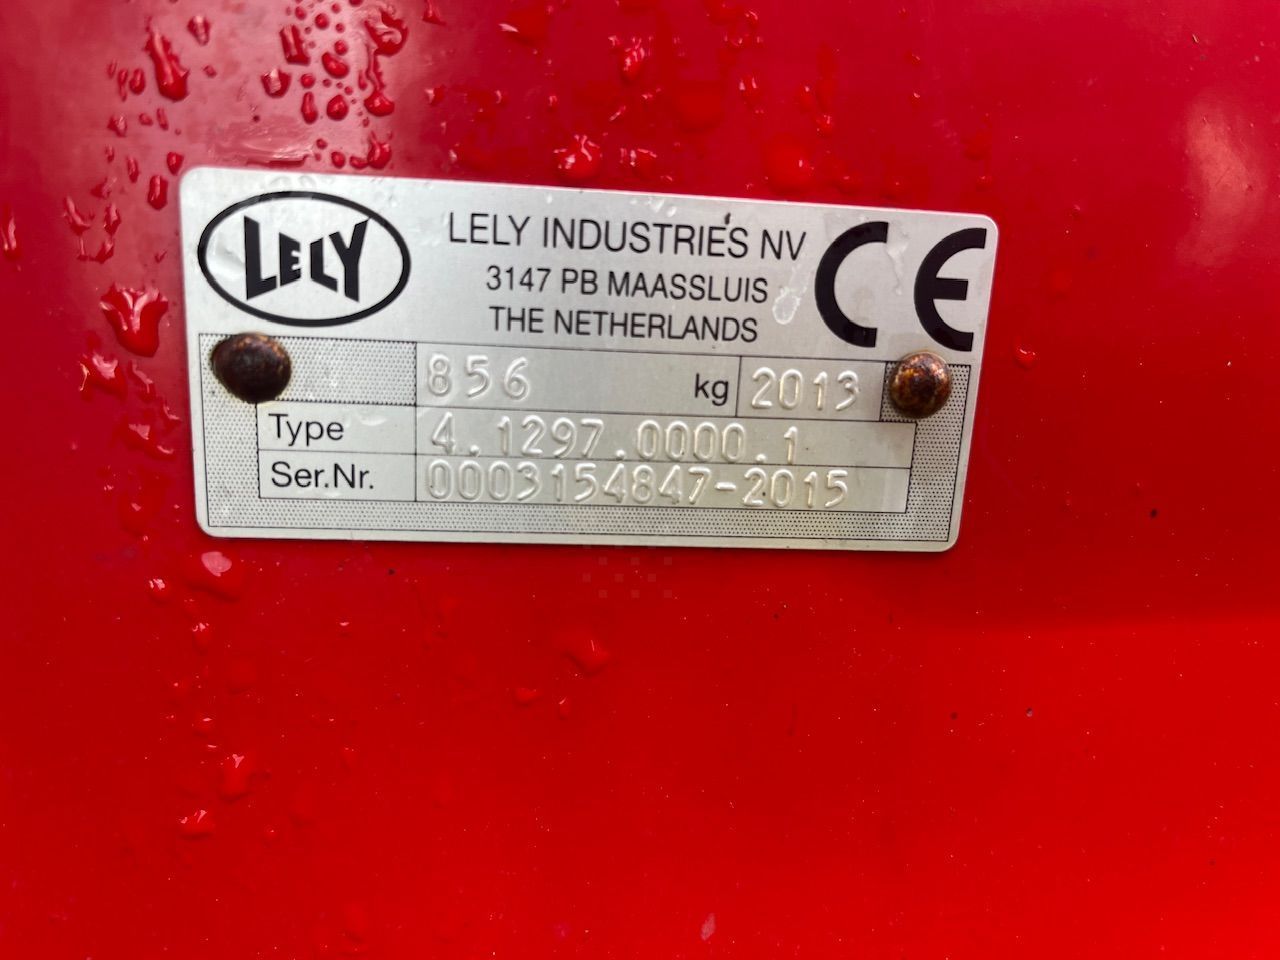 LELY
LELY INDUSTRIES NV
3147 PB MAASSLUIS
THE NETHERLANDS
CE
856 kg 2013
Type 4.1297.0000.1
Ser.Nr. 0003154847-2015